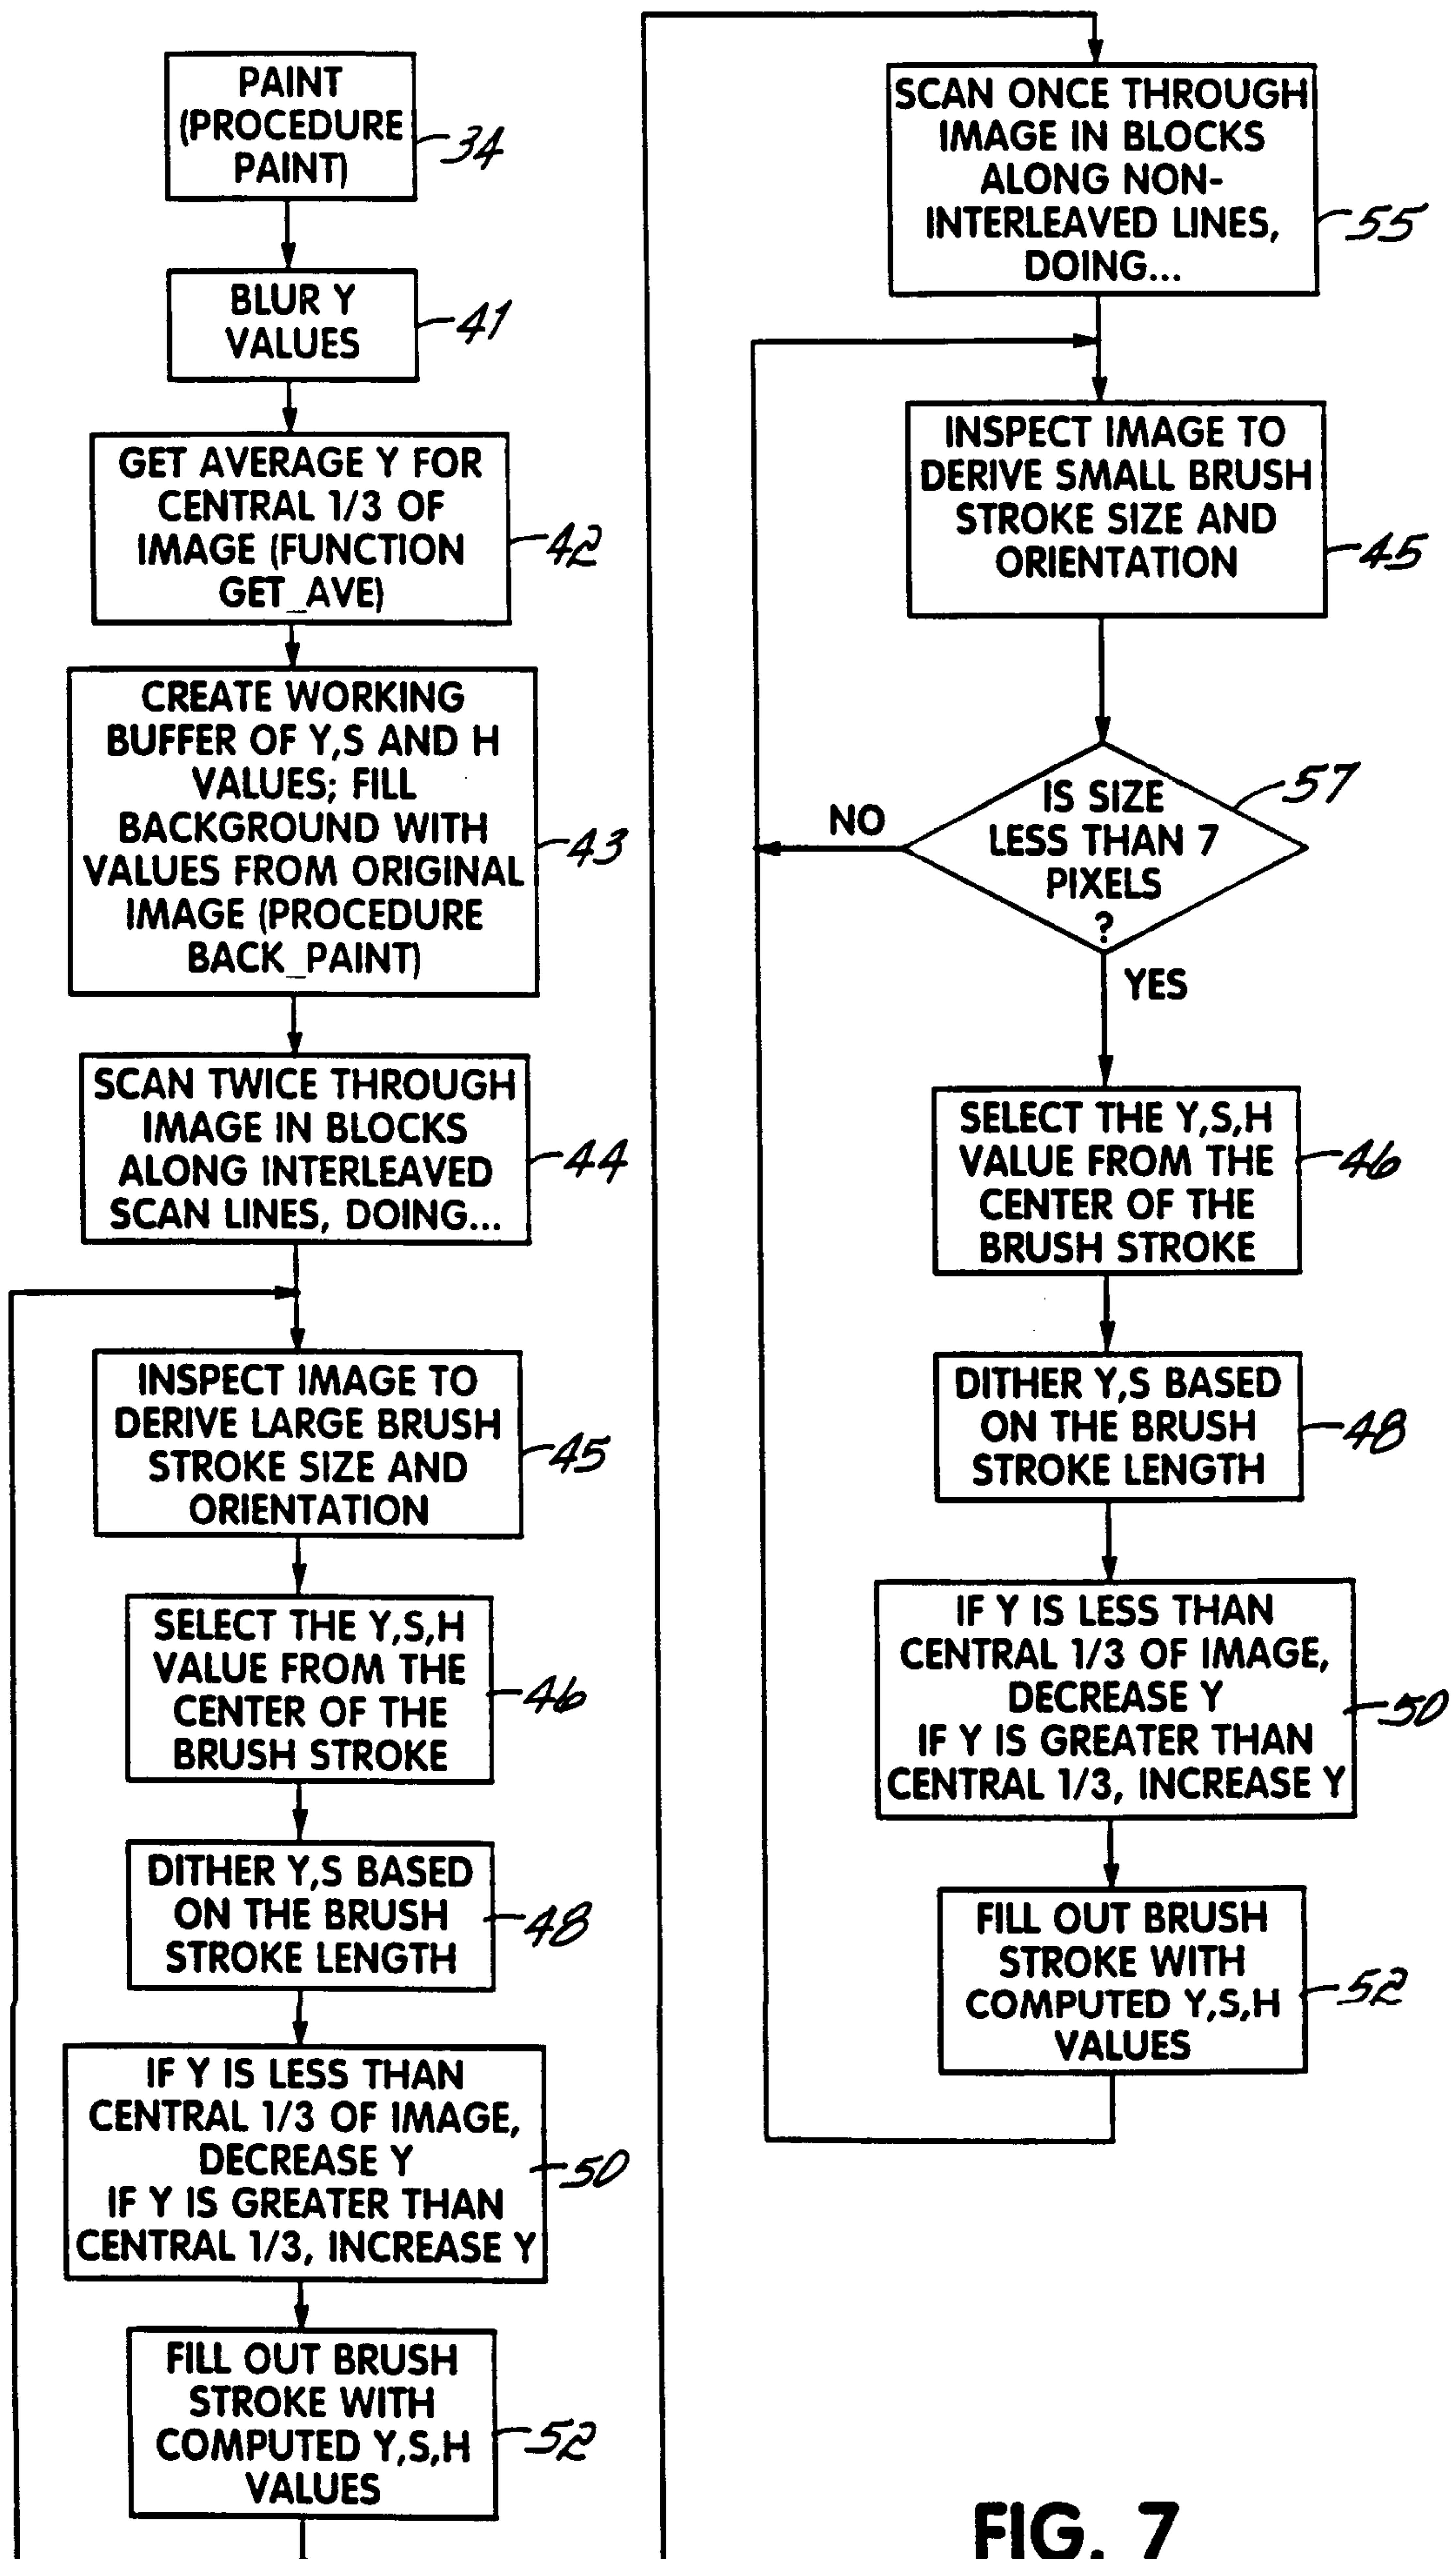 PAINT
(PROCEDURE
PAINT)
34
BLUR Y
VALUES
41
GET AVERAGE Y FOR
CENTRAL 1/3 OF
IMAGE (FUNCTION
GET_AVE)
42
CREATE WORKING
BUFFER OF Y,S AND H
VALUES; FILL
BACKGROUND WITH
VALUES FROM ORIGINAL
IMAGE (PROCEDURE
BACK_PAINT)
43
SCAN TWICE THROUGH
IMAGE IN BLOCKS
ALONG INTERLEAVED
SCAN LINES, DOING...
44
INSPECT IMAGE TO
DERIVE LARGE BRUSH
STROKE SIZE AND
ORIENTATION
45
SELECT THE Y,S,H
VALUE FROM THE
CENTER OF THE
BRUSH STROKE
46
DITHER Y,S BASED
ON THE BRUSH
STROKE LENGTH
48
IF Y IS LESS THAN
CENTRAL 1/3 OF IMAGE,
DECREASE Y
IF Y IS GREATER THAN
CENTRAL 1/3, INCREASE Y
50
FILL OUT BRUSH
STROKE WITH
COMPUTED Y,S,H
VALUES
52
SCAN ONCE THROUGH
IMAGE IN BLOCKS
ALONG NON-
INTERLEAVED LINES,
DOING...
55
INSPECT IMAGE TO
DERIVE SMALL BRUSH
STROKE SIZE AND
ORIENTATION
45
IS SIZE
LESS THAN 7
PIXELS
?
57
NO
YES
SELECT THE Y,S,H
VALUE FROM THE
CENTER OF THE
BRUSH STROKE
46
DITHER Y,S BASED
ON THE BRUSH
STROKE LENGTH
48
IF Y IS LESS THAN
CENTRAL 1/3 OF IMAGE,
DECREASE Y
IF Y IS GREATER THAN
CENTRAL 1/3, INCREASE Y
50
FILL OUT BRUSH
STROKE WITH
COMPUTED Y,S,H
VALUES
52
FIG. 7